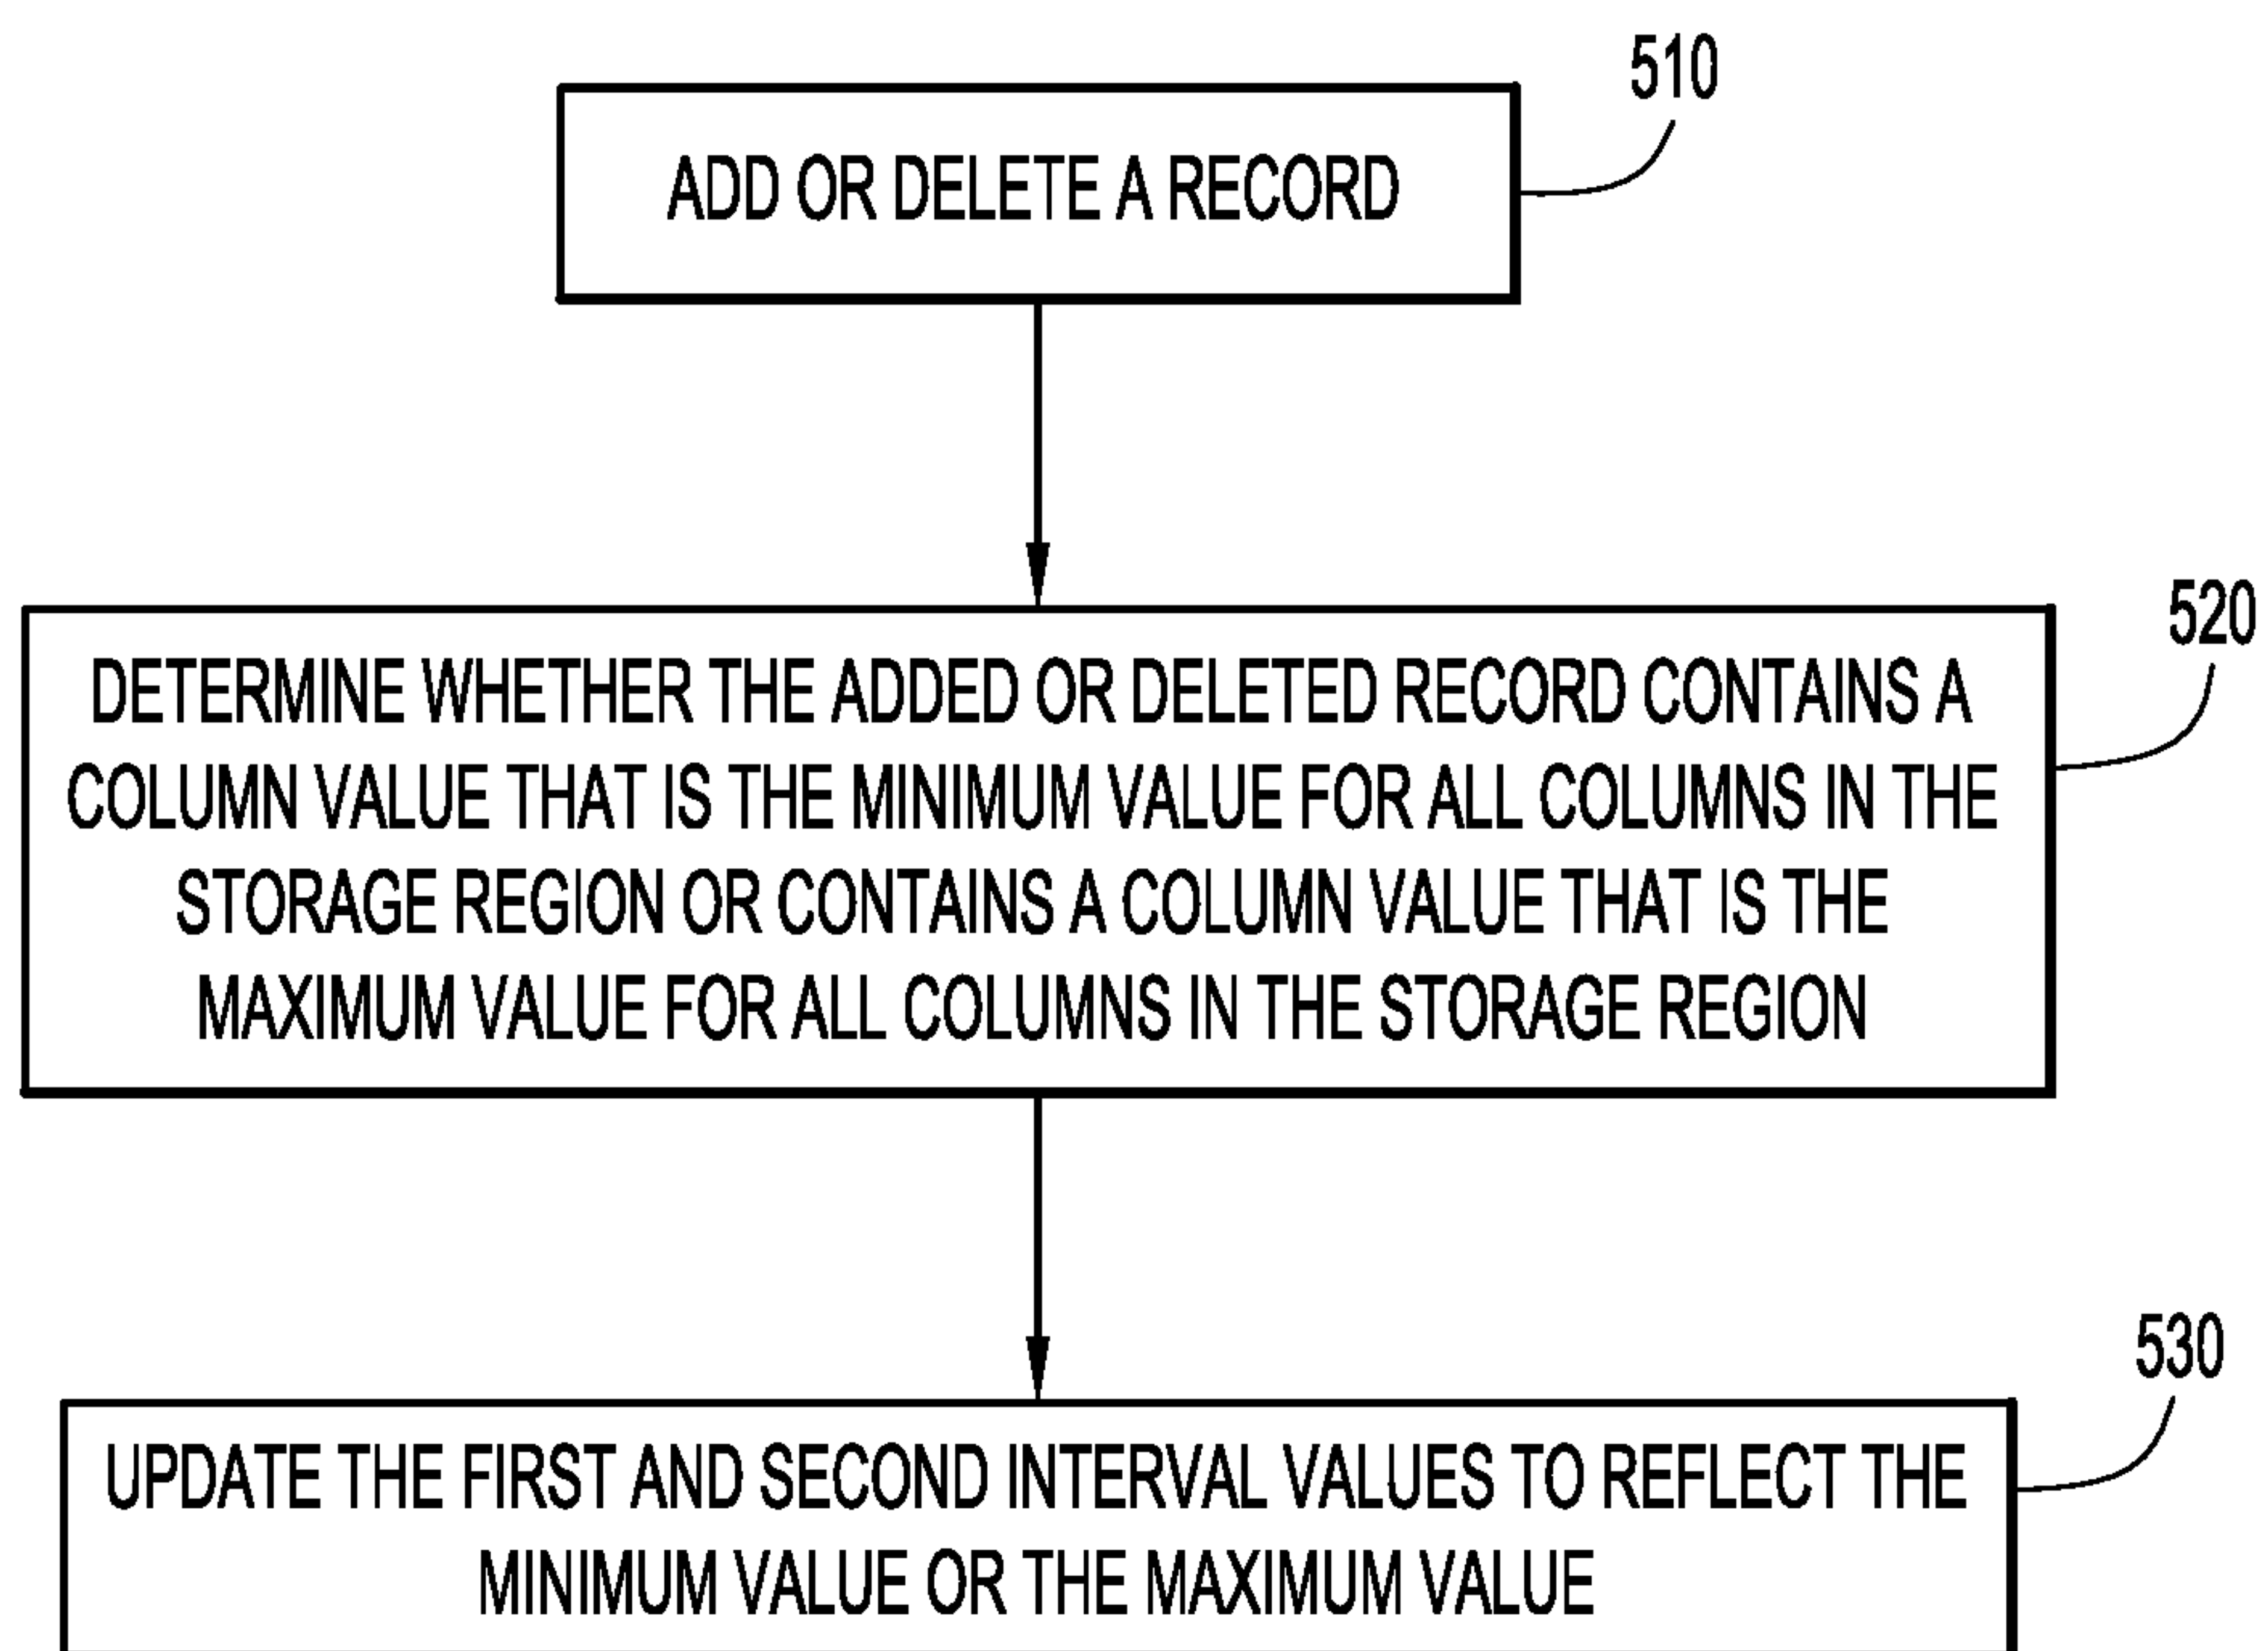 510
ADD OR DELETE A RECORD
520
DETERMINE WHETHER THE ADDED OR DELETED RECORD CONTAINS A
COLUMN VALUE THAT IS THE MINIMUM VALUE FOR ALL COLUMNS IN THE
STORAGE REGION OR CONTAINS A COLUMN VALUE THAT IS THE
MAXIMUM VALUE FOR ALL COLUMNS IN THE STORAGE REGION
530
UPDATE THE FIRST AND SECOND INTERVAL VALUES TO REFLECT THE
MINIMUM VALUE OR THE MAXIMUM VALUE